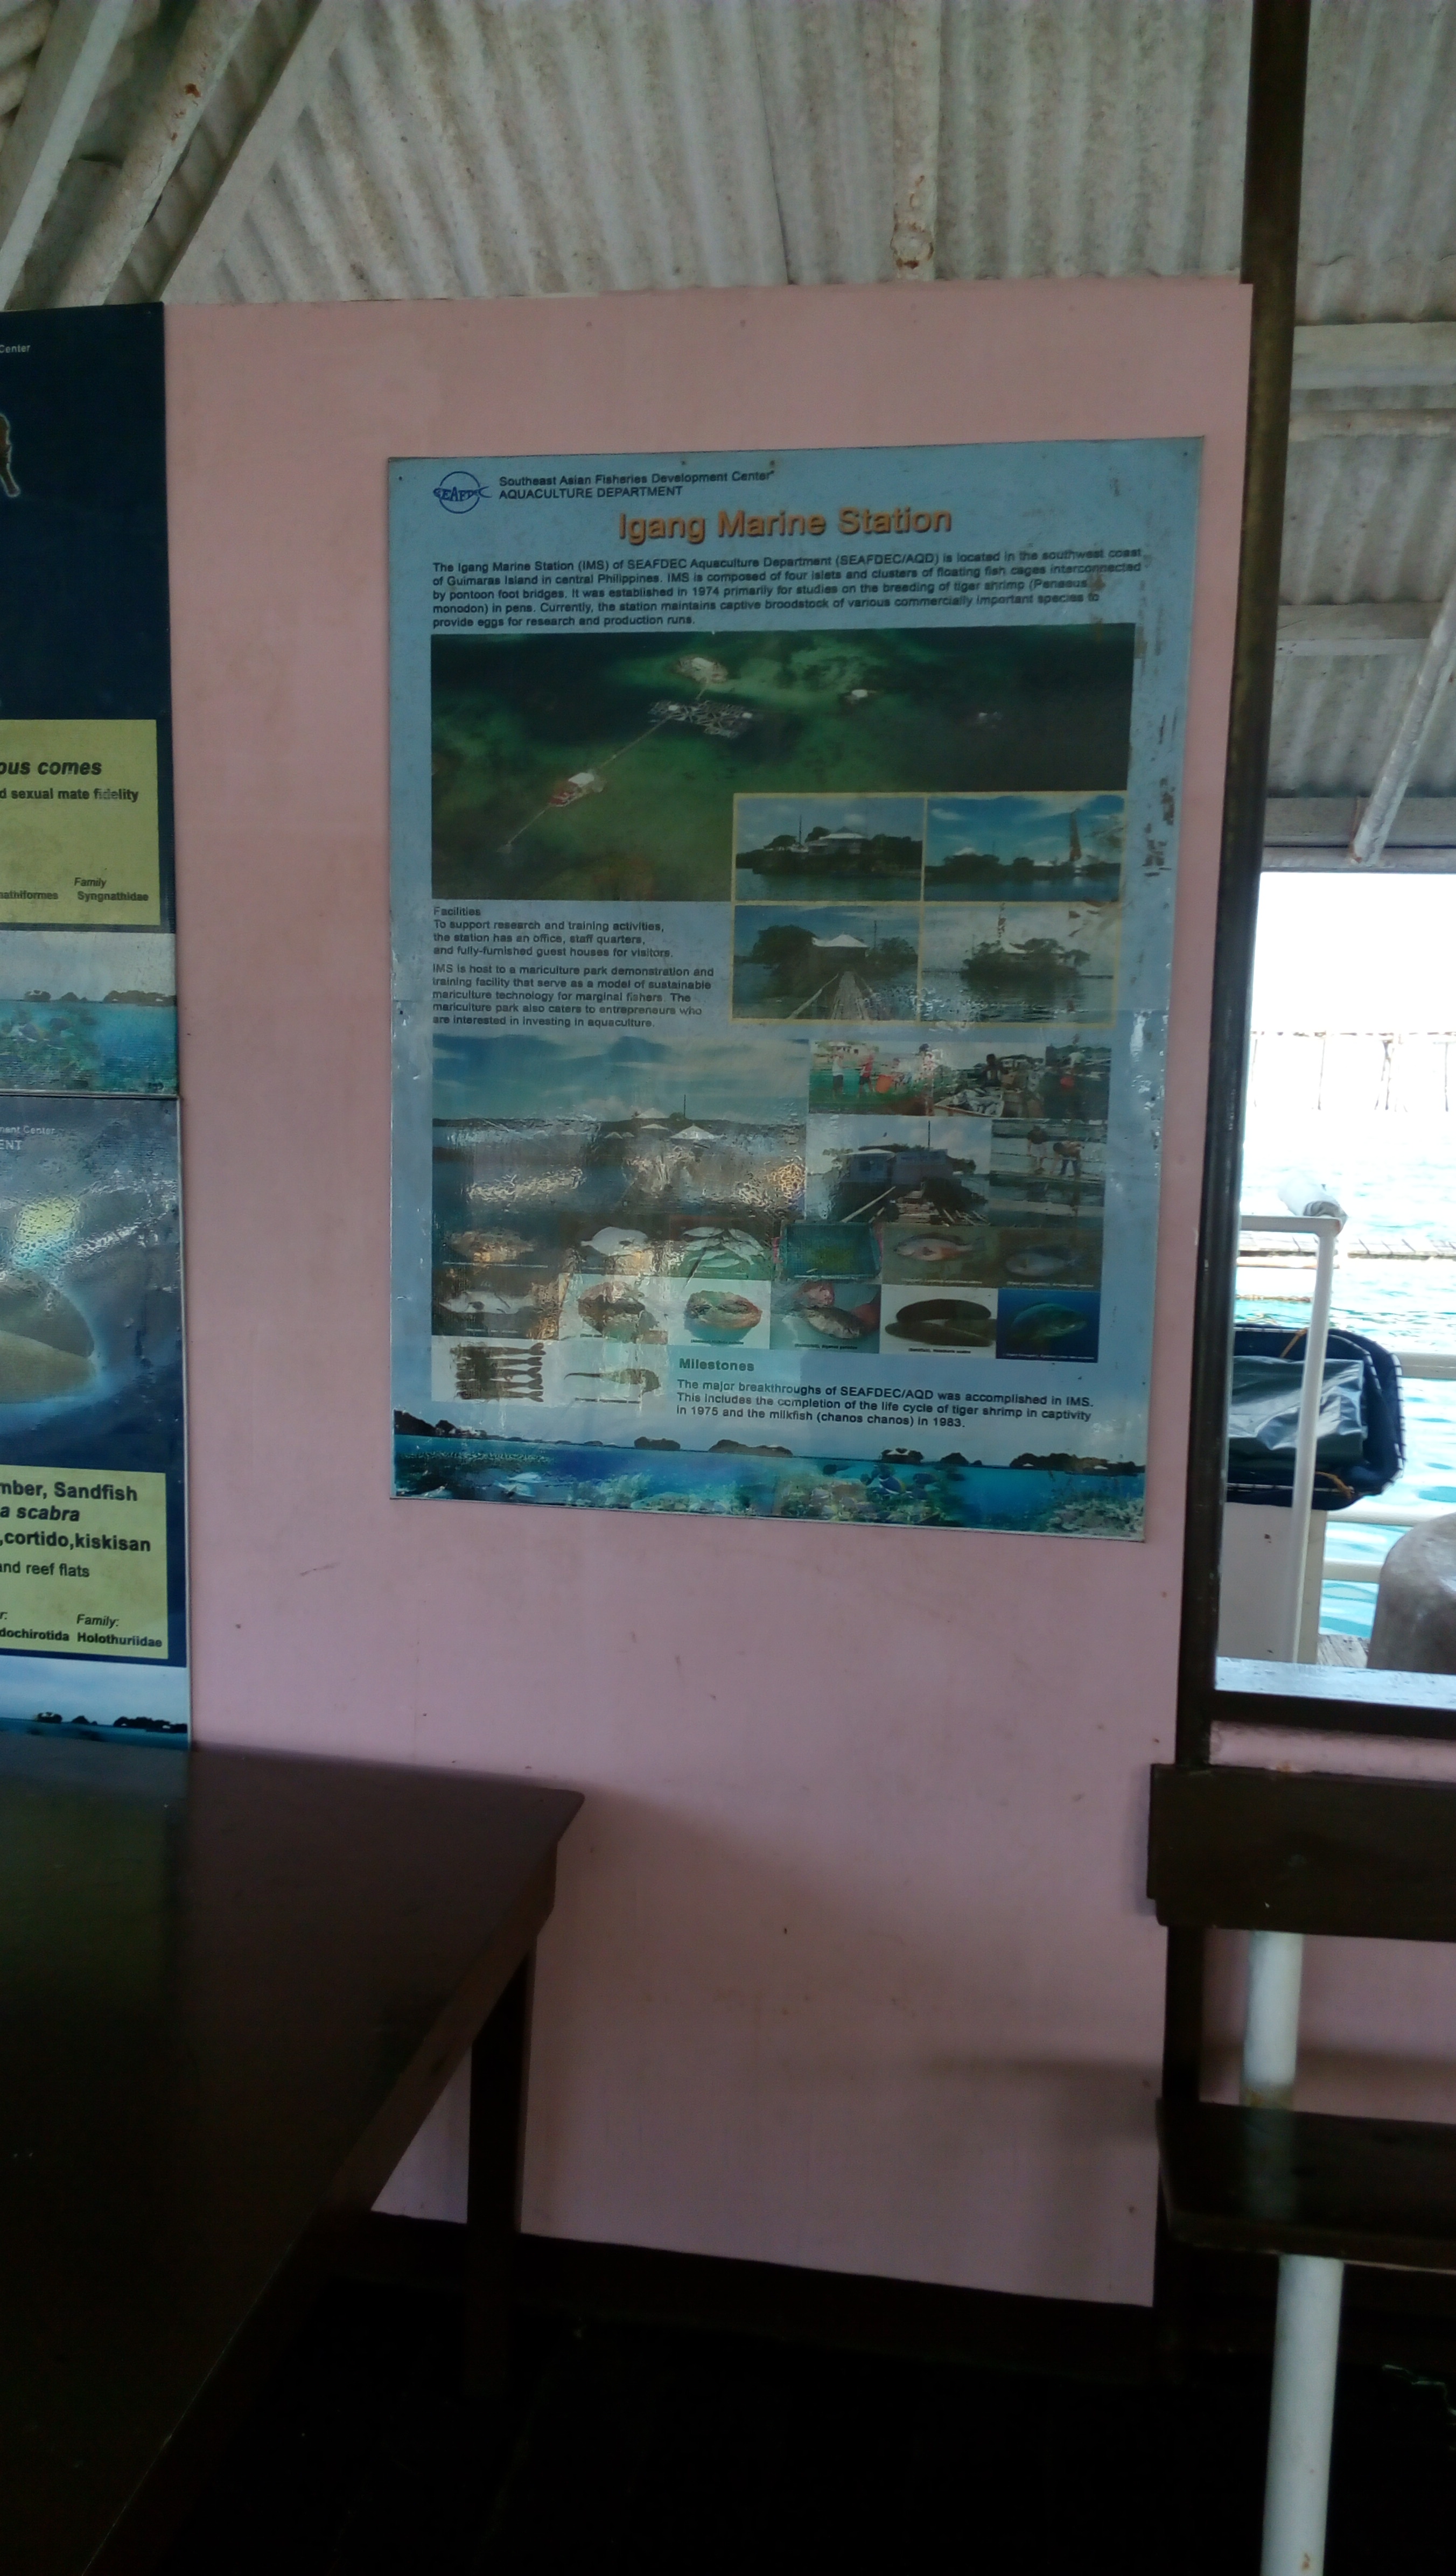 Center
ous comes
d sexual mate fidelity
Family
nathiformes Syngnathidae
ment Center
ENT
mber, Sandfish
a scabra
,cortido,kiskisan
and reef flats
r: Family:
dochirotida Holothuriidae
SEAFDEC
Southeast Asian Fisheries Development Center
AQUACULTURE DEPARTMENT
Igang Marine Station
The Igang Marine Station (IMS) of SEAFDEC Aquaculture Department (SEAFDEC/AQD) is located in the southwest coast
of Guimaras Island in central Philippines. IMS is composed of four islets and clusters of floating fish cages interconnected
by pontoon foot bridges. It was established in 1974 primarily for studies on the breeding of tiger shrimp (Penaeus
monodon) in pens. Currently, the station maintains captive broodstock of various commercially important species to
provide eggs for research and production runs.
Facilities
To support research and training activities,
the station has an office, staff quarters,
and fully-furnished guest houses for visitors.
IMS is host to a mariculture park demonstration and
training facility that serve as a model of sustainable
mariculture technology for marginal fishers. The
mariculture park also caters to entrepreneurs who
are interested in investing in aquaculture.
Milestones
The major breakthroughs of SEAFDEC/AQD was accomplished in IMS.
This includes the completion of the life cycle of tiger shrimp in captivity
in 1975 and the milkfish (chanos chanos) in 1983.